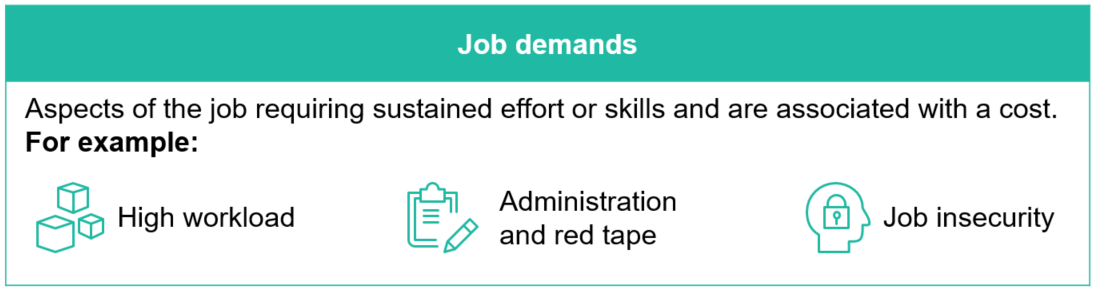 Job demands
Aspects of the job requiring sustained effort or skills and are associated with a cost.
For example:
High workload
Administration
and red tape
Job insecurity